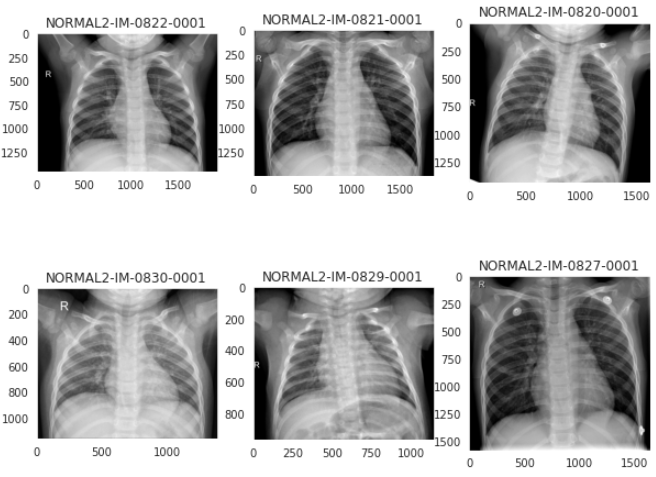 NORMAL2-IM-0822-0001
0
250
500
750
1000
1250
R
0 500 1000 1500
NORMAL2-IM-0821-0001
0
250
500
750
1000
1250
R
0 500 1000 1500
NORMAL2-IM-0820-0001
0
250
500
750
1000
1250
R
0 500 1000 1500
NORMAL2-IM-0830-0001
0
200
400
600
800
1000
R
0 500 1000
NORMAL2-IM-0829-0001
0
200
400
600
800
R
0 250 500 750 1000
NORMAL2-IM-0827-0001
0
250
500
750
1000
1250
1500
R
0 500 1000 1500